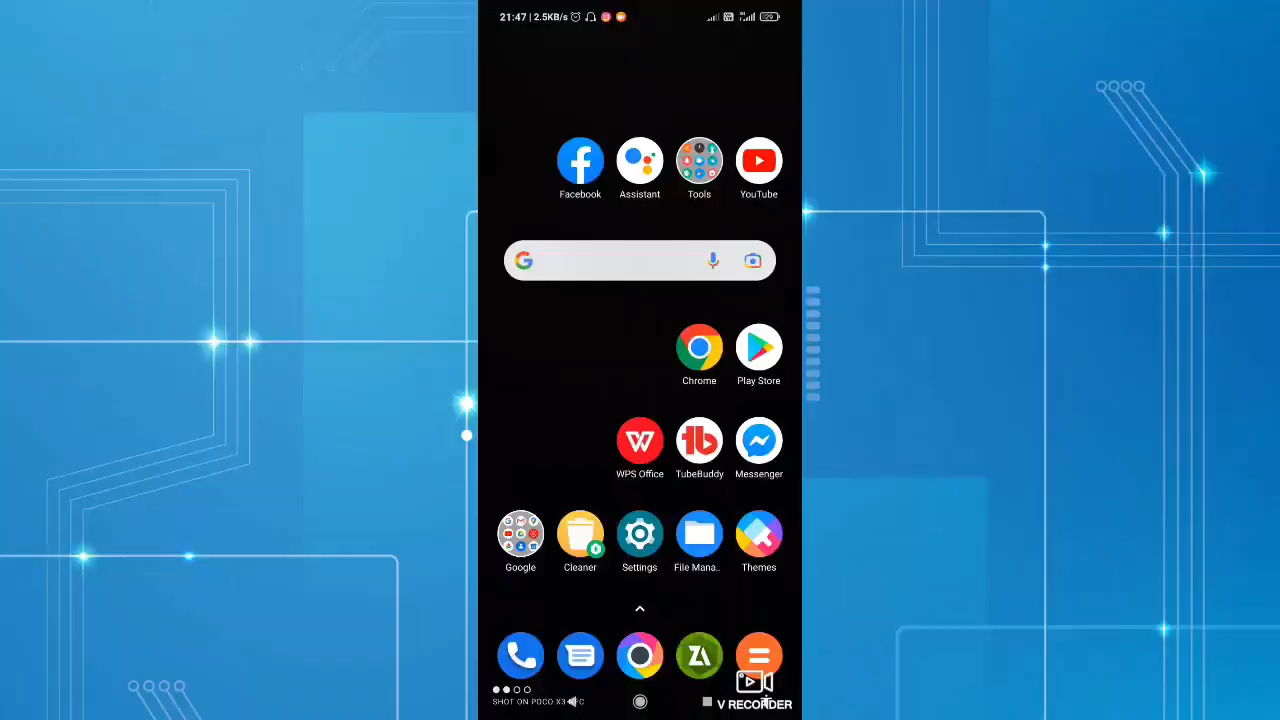 21:47 | 2.5KB/s
Facebook Assistant Tools YouTube
Chrome Play Store
WPS Office TubeBuddy Messenger
Google Cleaner Settings File Mana.. Themes
SHOT ON POCO X3 NFC
V RECORDER